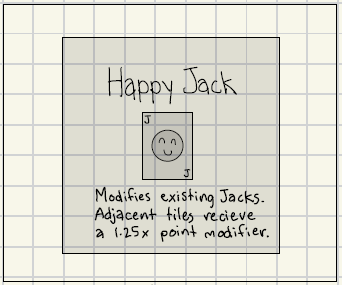 Happy Jack
J
J
Modifies existing Jacks.
Adjacent tiles recieve
a 1.25x point modifier.